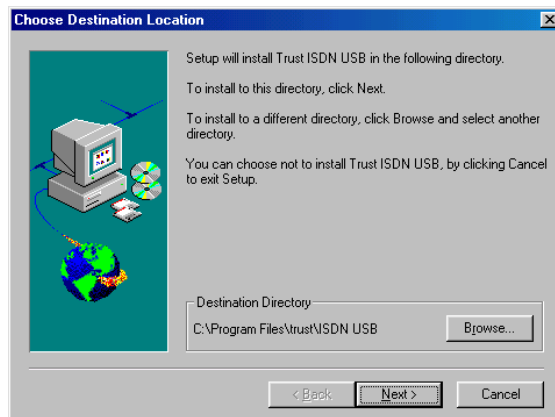 Choose Destination Location
Setup will install Trust ISDN USB in the following directory.
To install to this directory, click Next.
To install to a different directory, click Browse and select another
directory.
You can choose not to install Trust ISDN USB, by clicking Cancel
to exit Setup.
Destination Directory
C:\Program Files\trust\ISDN USB
Browse...
< Back
Next >
Cancel